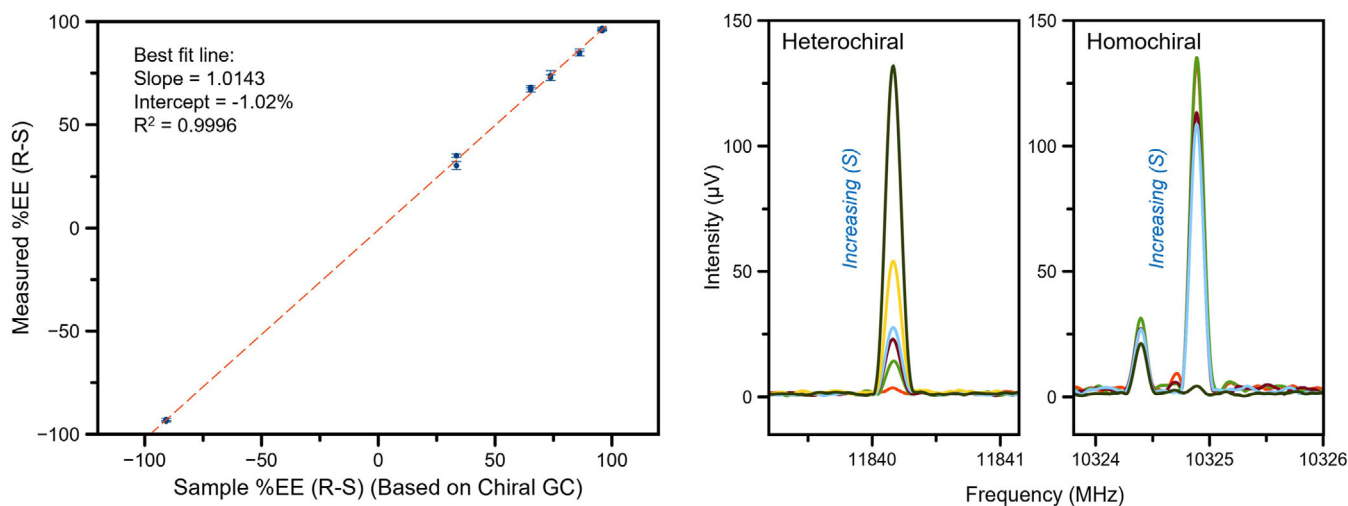 100
50
0
−50
−100
−100
−50
0
50
100
Measured %EE (R-S)
Sample %EE (R-S) (Based on Chiral GC)
Best fit line:
Slope = 1.0143
Intercept = -1.02%
R² = 0.9996
150
100
50
0
Intensity (µV)
Heterochiral
Increasing (S)
11840
11841
150
100
50
0
Homochiral
Increasing (S)
10324
10325
10326
Frequency (MHz)